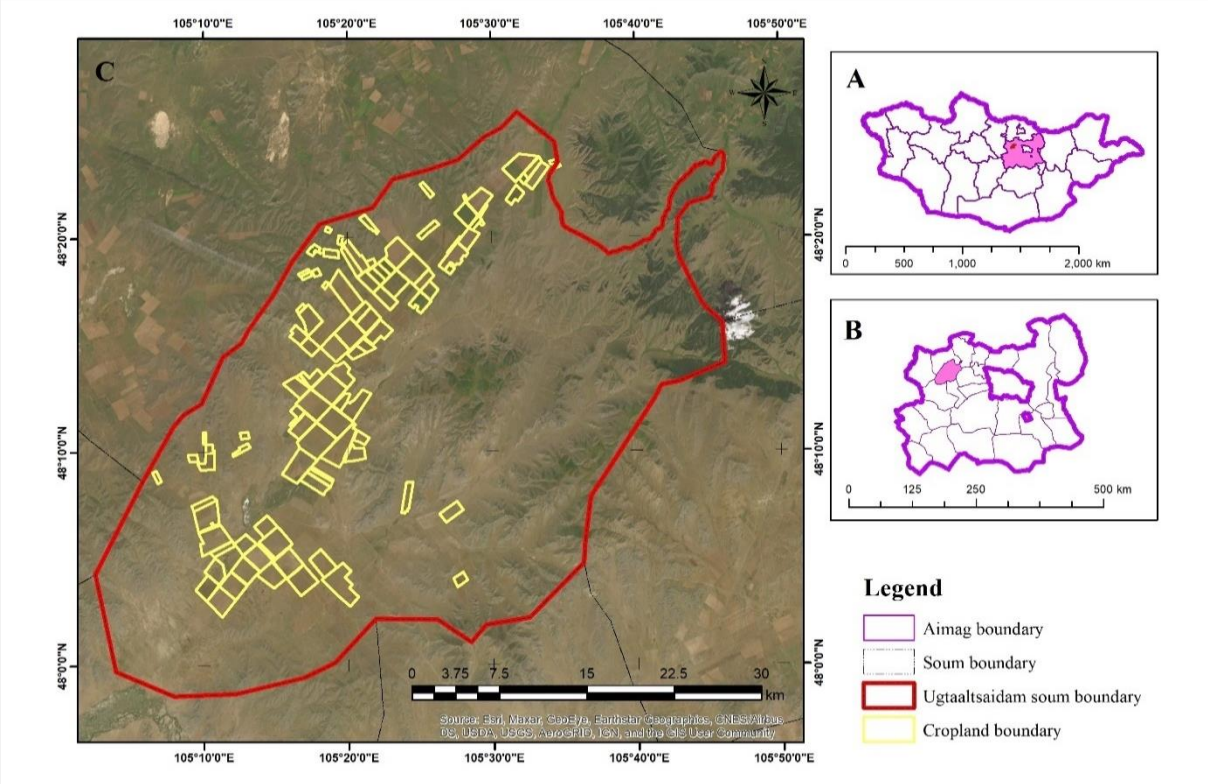 105°10'0"E 105°20'0"E 105°30'0"E 105°40'0"E 105°50'0"E
C
N
W E
S
48°20'0"N
48°20'0"N
48°10'0"N
48°10'0"N
48°0'0"N
48°0'0"N
0 3.75 7.5 15 22.5 30
km
Source: Esri, Maxar, GeoEye, Earthstar Geographics, CNES/Airbus
DS, USDA, USGS, AeroGRID, IGN, and the GIS User Community
105°10'0"E 105°20'0"E 105°30'0"E 105°40'0"E 105°50'0"E
A
0 500 1,000 2,000 km
B
0 125 250 500 km
Legend
Aimag boundary
Soum boundary
Ugtaaltsaidam soum boundary
Cropland boundary